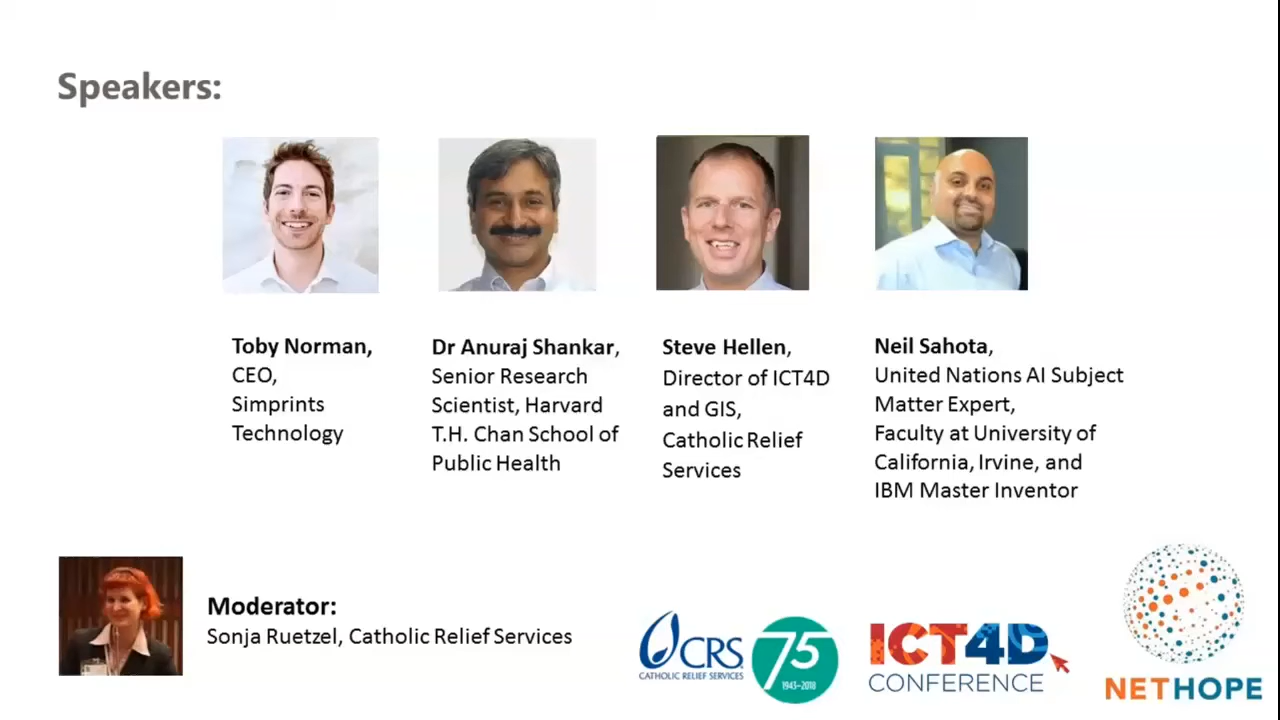 Speakers:
Toby Norman,
CEO,
Simprints
Technology
Dr Anuraj Shankar,
Senior Research
Scientist, Harvard
T.H. Chan School of
Public Health
Steve Hellen,
Director of ICT4D
and GIS,
Catholic Relief
Services
Neil Sahota,
United Nations AI Subject
Matter Expert,
Faculty at University of
California, Irvine, and
IBM Master Inventor
Moderator:
Sonja Ruetzel, Catholic Relief Services
CRS
CATHOLIC RELIEF SERVICES
75
1943–2018
ICT4D
CONFERENCE
NETHOPE